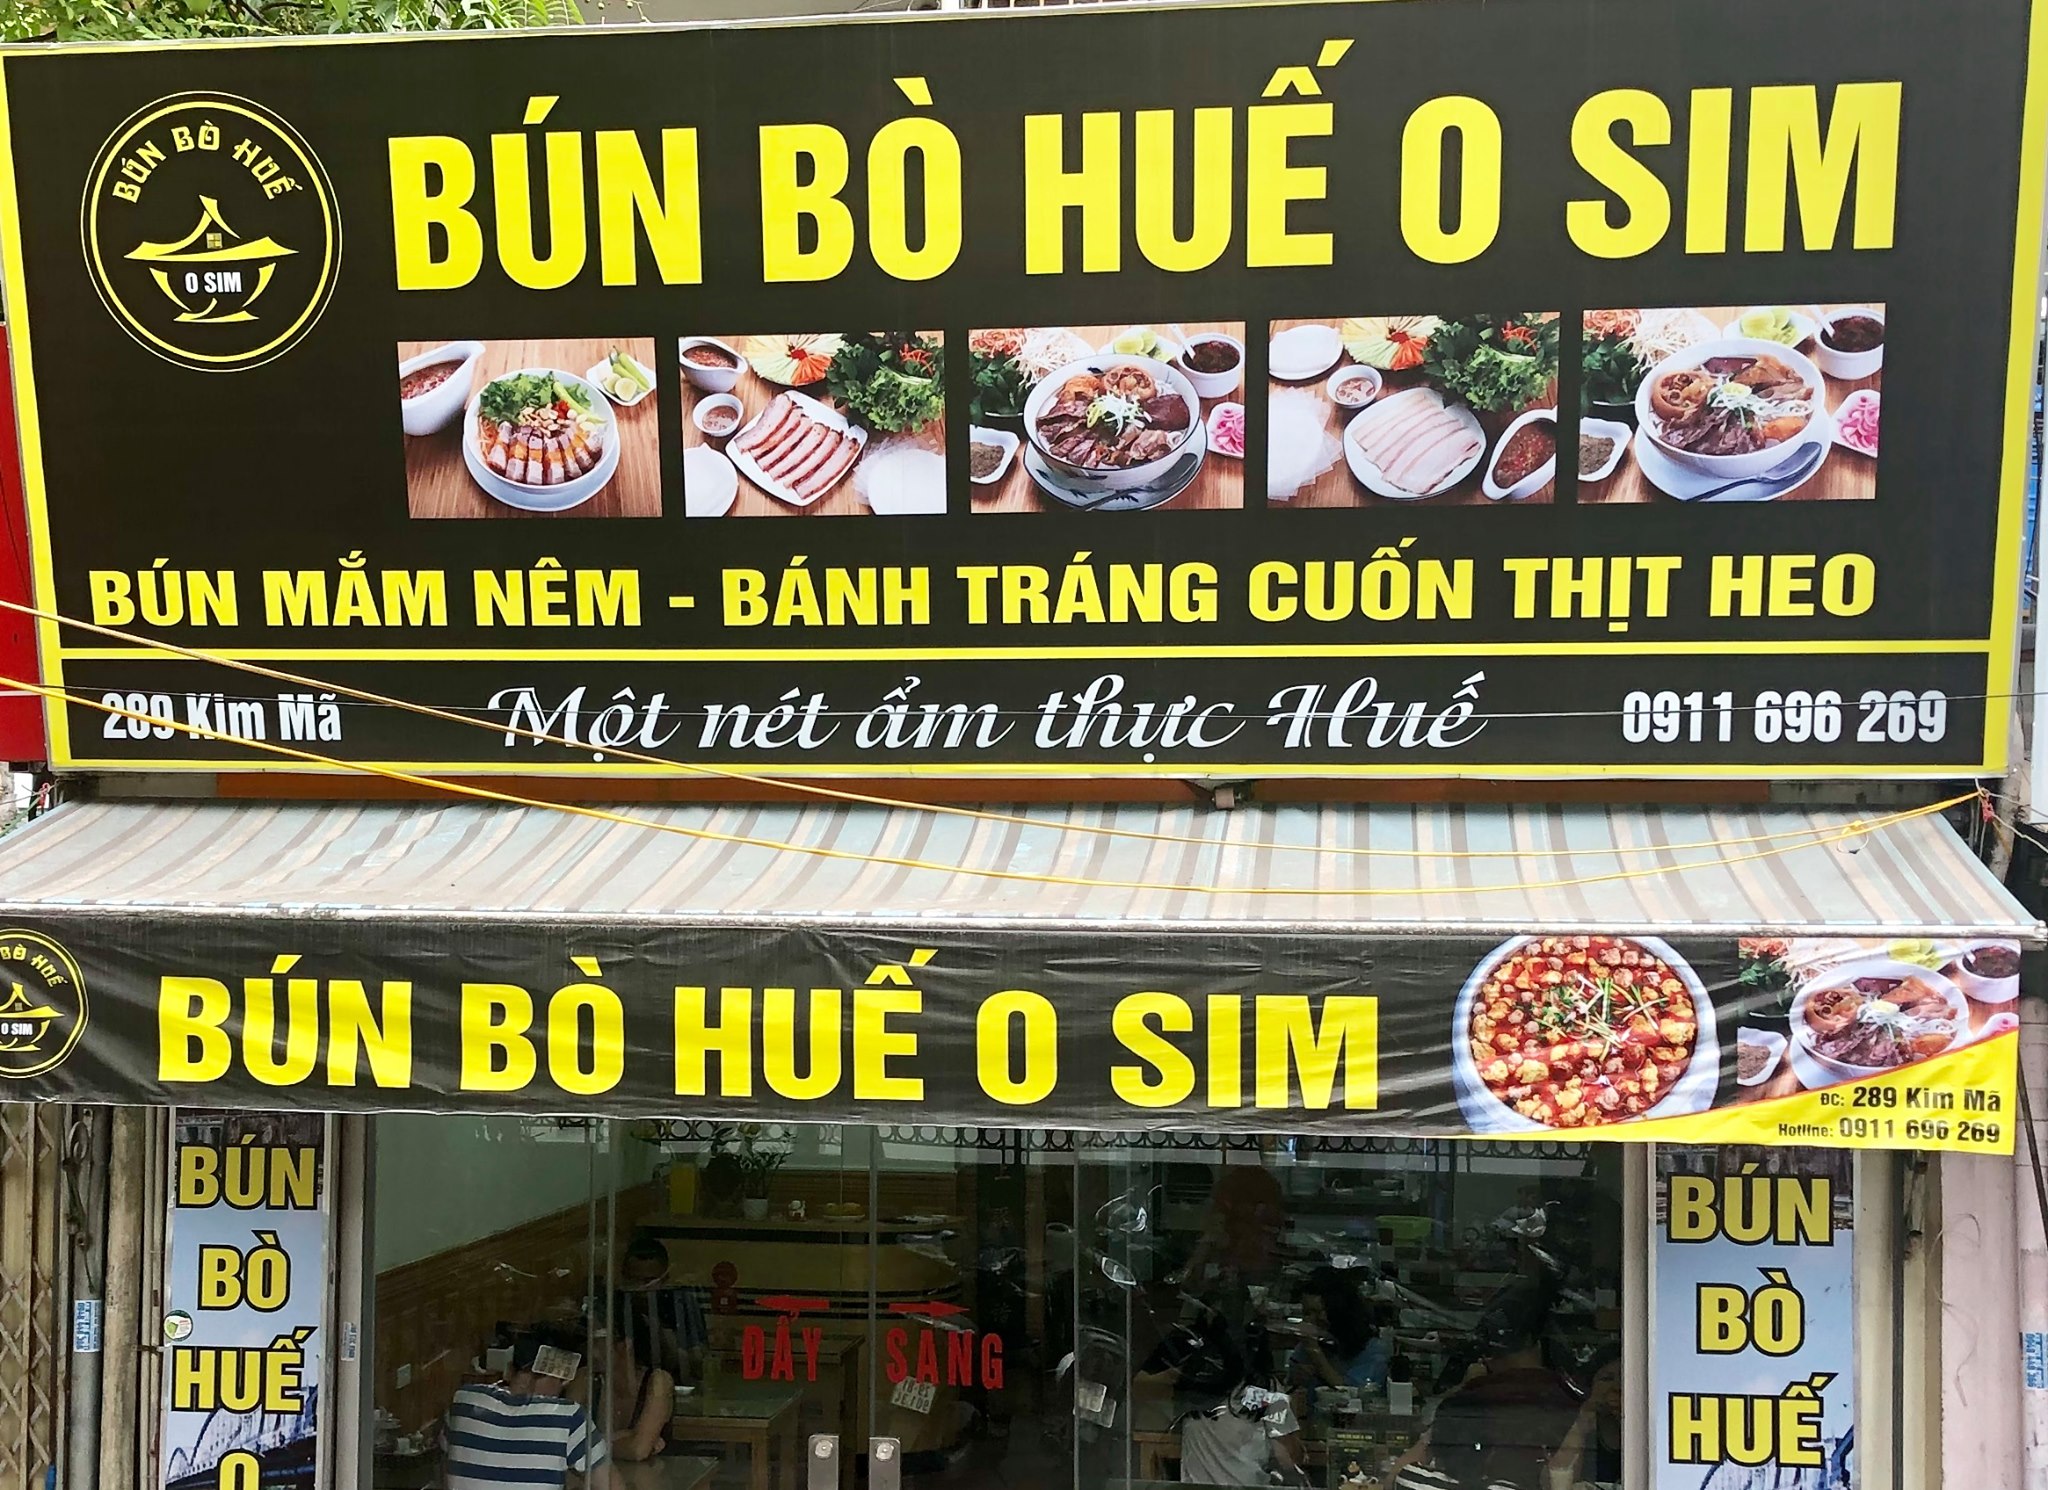 BÚN BÒ HUẾ
O SIM
BÚN BÒ HUẾ O SIM
BÚN MẮM NÊM - BÁNH TRÁNG CUỐN THỊT HEO
289 Kim Mã
Một nét ẩm thực Huế
0911 696 269
BÒ HUẾ
O SIM
BÚN BÒ HUẾ O SIM
ĐC: 289 Kim Mã
Hotline: 0911 696 269
BÚN
BÒ
HUẾ
O
ĐẨY SANG
BÚN
BÒ
HUẾ